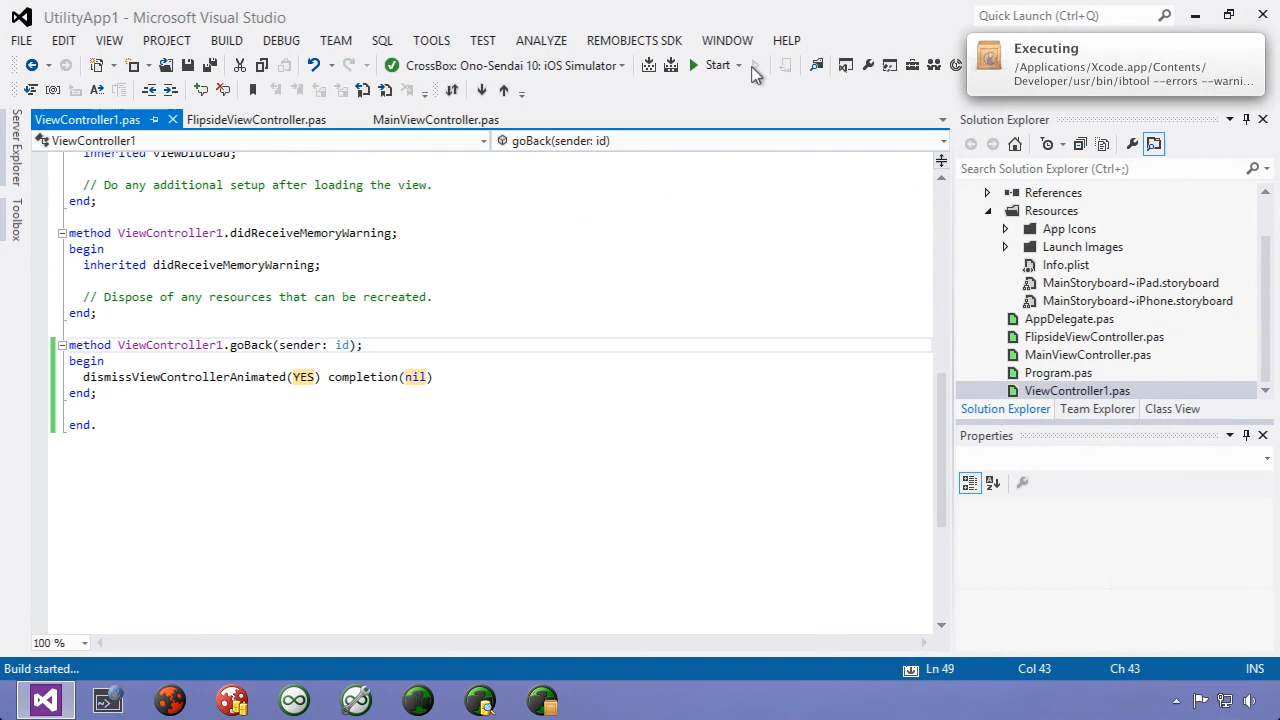 UtilityApp1 - Microsoft Visual Studio
Quick Launch (Ctrl+Q)
FILE EDIT VIEW PROJECT BUILD DEBUG TEAM SQL TOOLS TEST ANALYZE REMOBJECTS SDK WINDOW HELP
Executing
/Applications/Xcode.app/Contents/
Developer/usr/bin/ibtool --errors --warni...
CrossBox: Ono-Sendai 10: iOS Simulator
Start
ViewController1.pas FlipsideViewController.pas MainViewController.pas
ViewController1 goBack(sender: id)
Server Explorer
Toolbox
inherited viewDidLoad;
// Do any additional setup after loading the view.
end;
method ViewController1.didReceiveMemoryWarning;
begin
inherited didReceiveMemoryWarning;
// Dispose of any resources that can be recreated.
end;
method ViewController1.goBack(sender: id);
begin
dismissViewControllerAnimated(YES) completion(nil)
end;
end.
100 %
Solution Explorer
Search Solution Explorer (Ctrl+;)
References
Resources
App Icons
Launch Images
Info.plist
MainStoryboard~iPad.storyboard
MainStoryboard~iPhone.storyboard
AppDelegate.pas
FlipsideViewController.pas
MainViewController.pas
Program.pas
ViewController1.pas
Solution Explorer Team Explorer Class View
Properties
Build started...
Ln 49 Col 43 Ch 43 INS